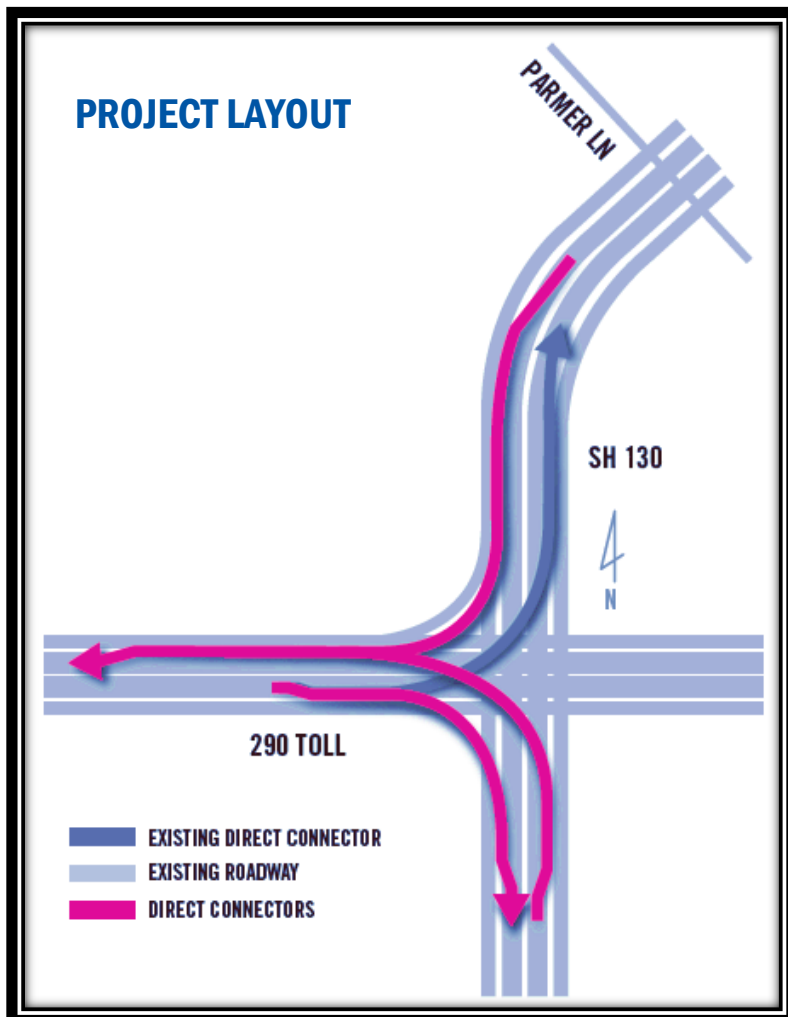 PROJECT LAYOUT
PARMER LN
SH 130
N
290 TOLL
EXISTING DIRECT CONNECTOR
EXISTING ROADWAY
DIRECT CONNECTORS